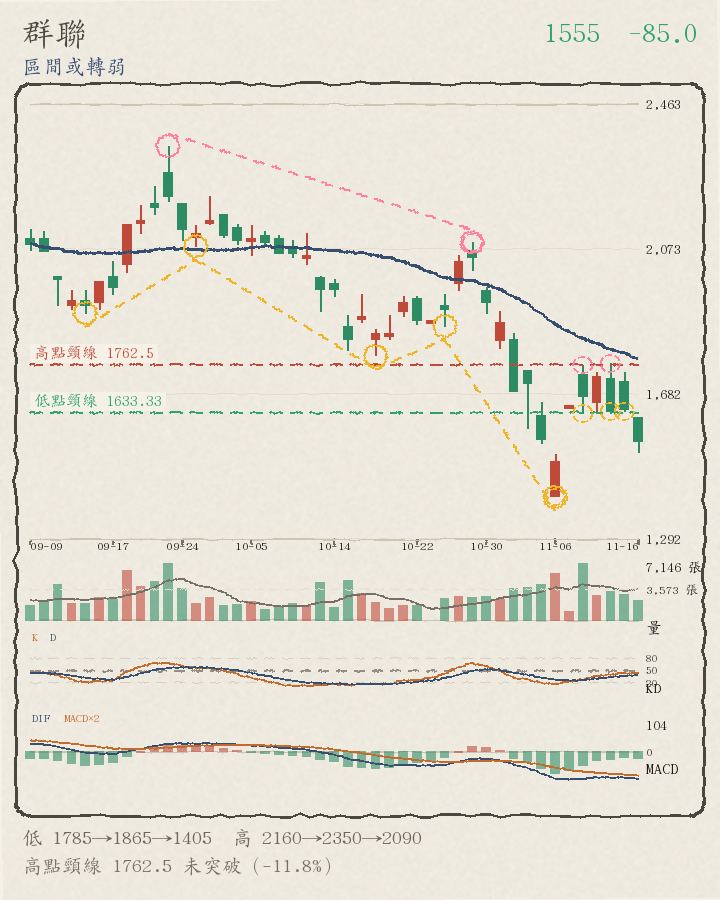 群聯
1555 -85.0
區間或轉弱
2,463
2,073
高點頸線 1762.5
低點頸線 1633.33
1,682
1,292
09-09 09-17 09-24 10-05 10-14 10-22 10-30 11-06 11-16
7,146 張
3,573 張
量
K D
80
50
20
KD
DIF MACD×2
104
0
MACD
低 1785→1865→1405 高 2160→2350→2090
高點頸線 1762.5 未突破 (-11.8%)